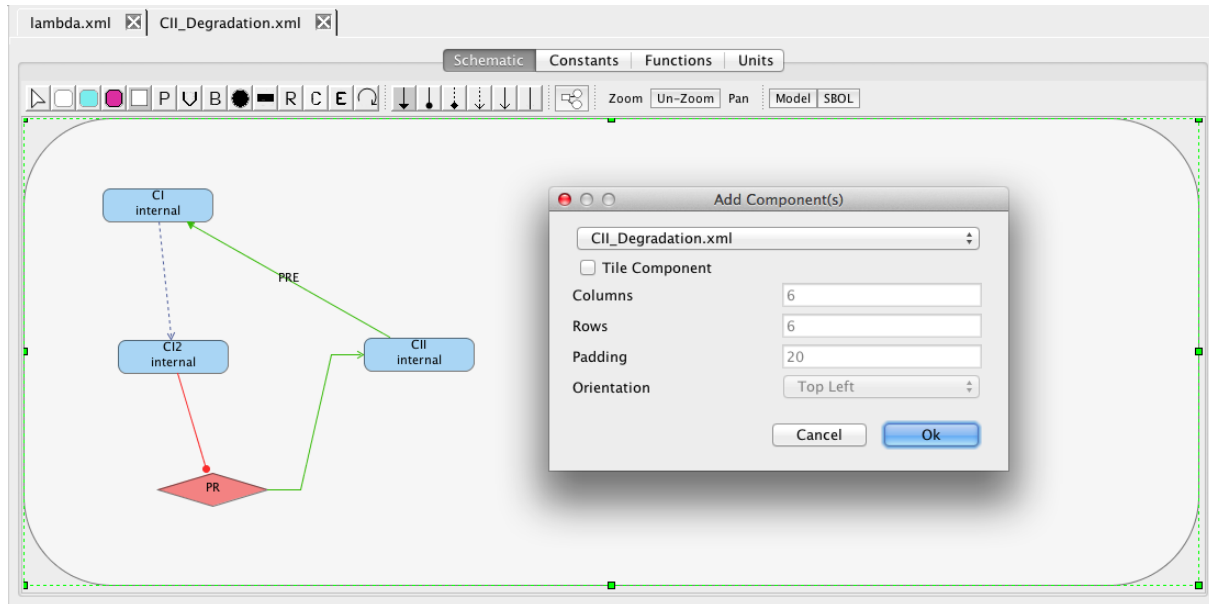 lambda.xml CII_Degradation.xml
Schematic Constants Functions Units
P V B R C E Zoom Un-Zoom Pan Model SBOL
CI
internal
PRE
CI2
internal
CII
internal
PR
Add Component(s)
CII_Degradation.xml
Tile Component
Columns 6
Rows 6
Padding 20
Orientation Top Left
Cancel Ok